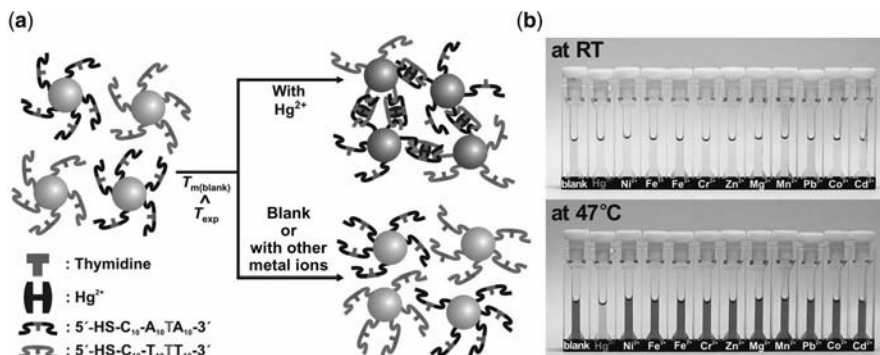 (a)
With
Hg²⁺
T m(blank)
^
T exp
Blank
or
with other
metal ions
: Thymidine
: Hg²⁺
: 5´-HS-C₁₀-A₁₀TA₁₀-3´
: 5´-HS-C₁₀-T₁₀TT₁₀-3´
(b)
at RT
blank Hg²⁺ Ni²⁺ Fe²⁺ Fe³⁺ Cr³⁺ Zn²⁺ Mg²⁺ Mn²⁺ Pb²⁺ Co²⁺ Cd²⁺
at 47°C
blank Hg²⁺ Ni²⁺ Fe²⁺ Fe³⁺ Cr³⁺ Zn²⁺ Mg²⁺ Mn²⁺ Pb²⁺ Co²⁺ Cd²⁺